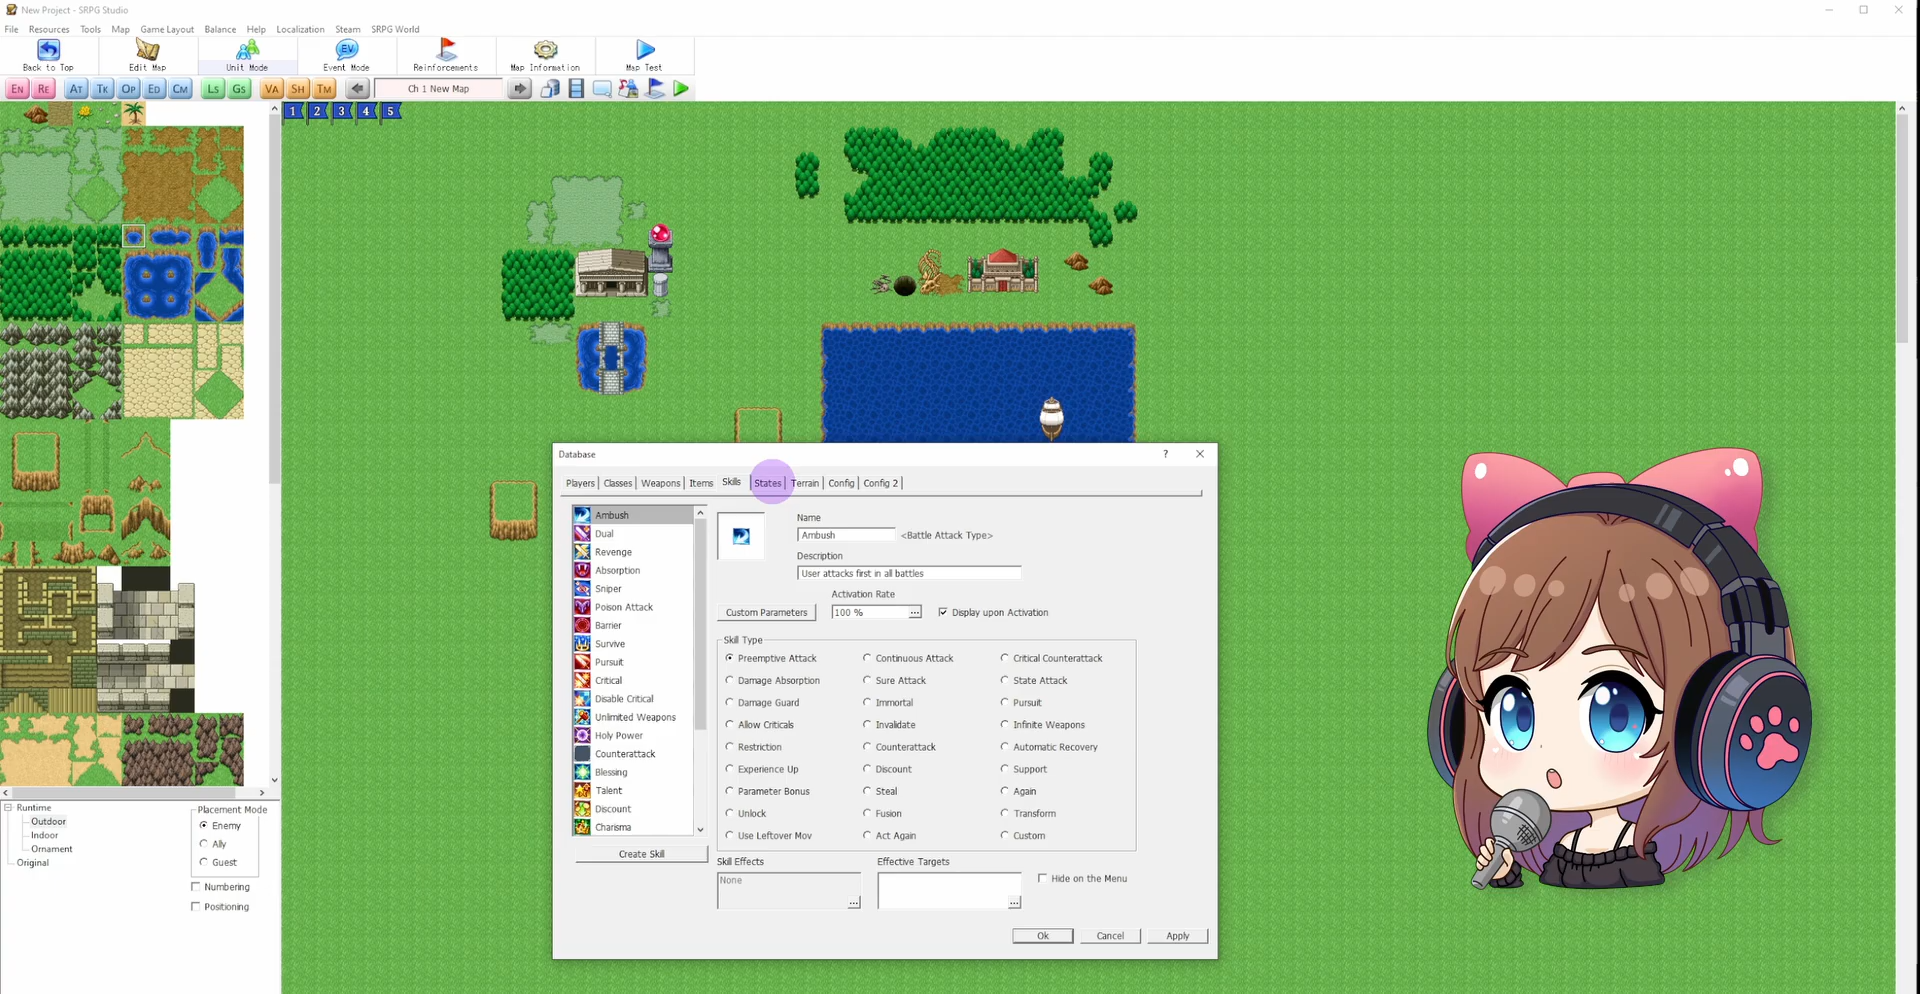 New Project - SRPG Studio
File Resources Tools Map Game Layout Balance Help Localization Steam SRPG World
Back to Top Edit Map Unit Mode Event Mode Reinforcements Map Information Map Test
EV
EN RE AT TK OP ED CM LS GS VA SH TM Ch 1 New Map
1 2 3 4 5
Database
?
Players Classes Weapons Items Skills States Terrain Config Config 2
Ambush
Dual
Revenge
Absorption
Sniper
Poison Attack
Barrier
Survive
Pursuit
Critical
Disable Critical
Unlimited Weapons
Holy Power
Counterattack
Blessing
Talent
Discount
Charisma
Create Skill
Name
Ambush <Battle Attack Type>
Description
User attacks first in all battles
Activation Rate
Custom Parameters 100 % ... Display upon Activation
Skill Type
Preemptive Attack Continuous Attack Critical Counterattack
Damage Absorption Sure Attack State Attack
Damage Guard Immortal Pursuit
Allow Criticals Invalidate Infinite Weapons
Restriction Counterattack Automatic Recovery
Experience Up Discount Support
Parameter Bonus Steal Again
Unlock Fusion Transform
Use Leftover Mov Act Again Custom
Skill Effects Effective Targets
None ... ... Hide on the Menu
Ok Cancel Apply
Runtime
Outdoor
Indoor
Ornament
Original
Placement Mode
Enemy
Ally
Guest
Numbering
Positioning